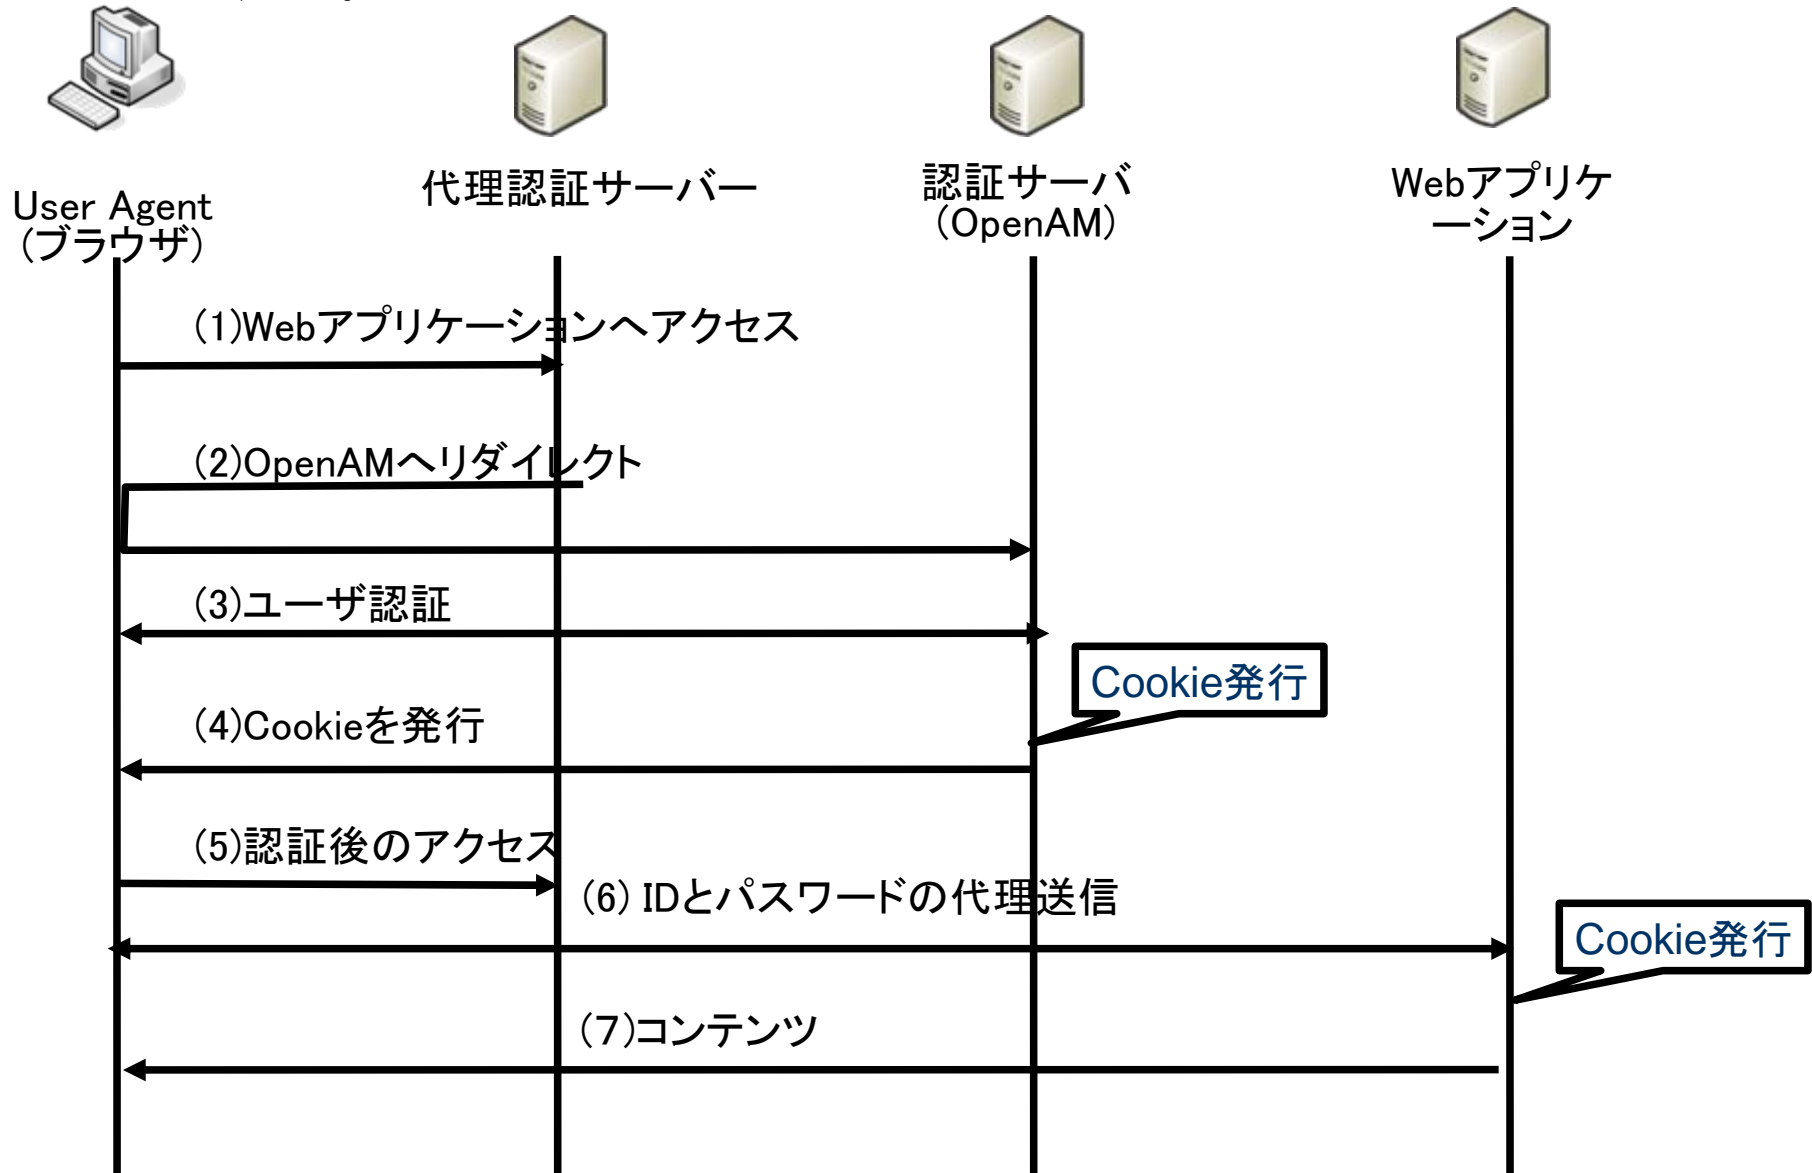 User Agent
(ブラウザ)
代理認証サーバー
認証サーバ
(OpenAM)
Webアプリケ
ーション
(1)Webアプリケーションへアクセス
(2)OpenAMへリダイレクト
(3)ユーザ認証
Cookie発行
(4)Cookieを発行
(5)認証後のアクセス
(6) IDとパスワードの代理送信
Cookie発行
(7)コンテンツ